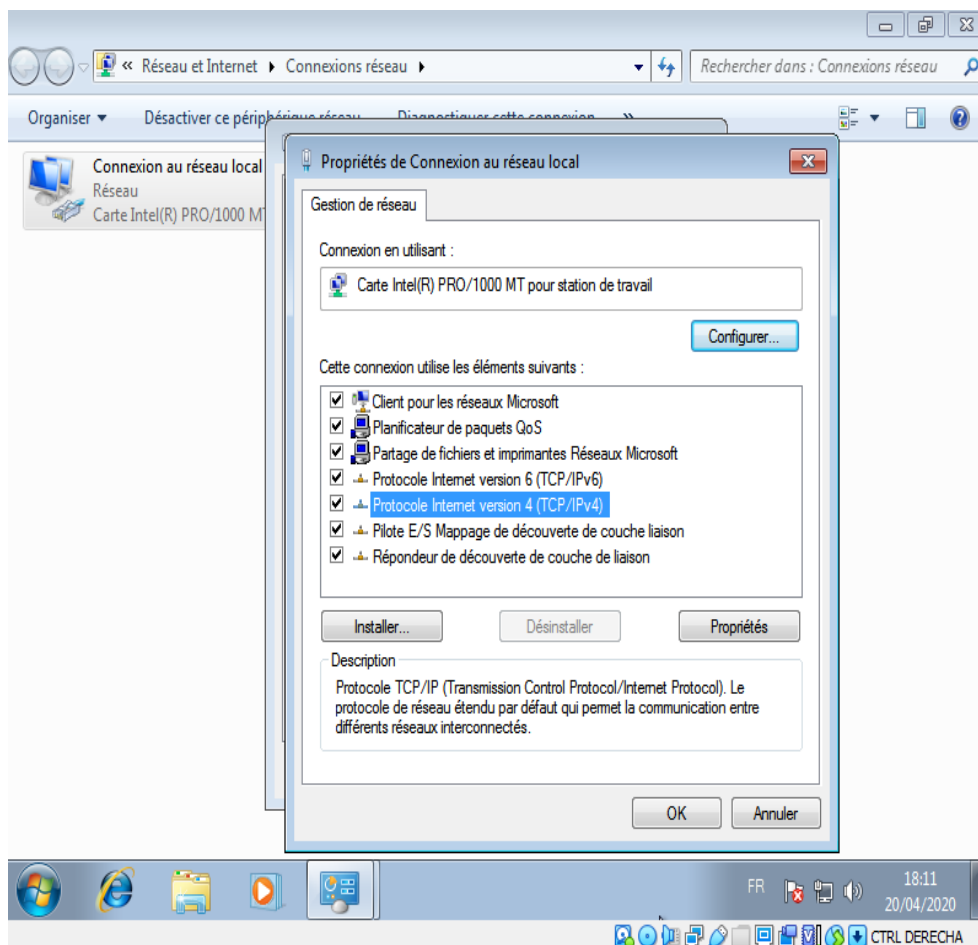 « Réseau et Internet Connexions réseau
Rechercher dans : Connexions réseau
Organiser Désactiver ce périphérique réseau Diagnostiquer cette connexion »
Connexion au réseau local
Réseau
Carte Intel(R) PRO/1000 MT
Propriétés de Connexion au réseau local
Gestion de réseau
Connexion en utilisant :
Carte Intel(R) PRO/1000 MT pour station de travail
Configurer...
Cette connexion utilise les éléments suivants :
Client pour les réseaux Microsoft
Planificateur de paquets QoS
Partage de fichiers et imprimantes Réseaux Microsoft
Protocole Internet version 6 (TCP/IPv6)
Protocole Internet version 4 (TCP/IPv4)
Pilote E/S Mappage de découverte de couche liaison
Répondeur de découverte de couche de liaison
Installer... Désinstaller Propriétés
Description
Protocole TCP/IP (Transmission Control Protocol/Internet Protocol). Le
protocole de réseau étendu par défaut qui permet la communication entre
différents réseaux interconnectés.
OK Annuler
FR
18:11
20/04/2020
CTRL DERECHA